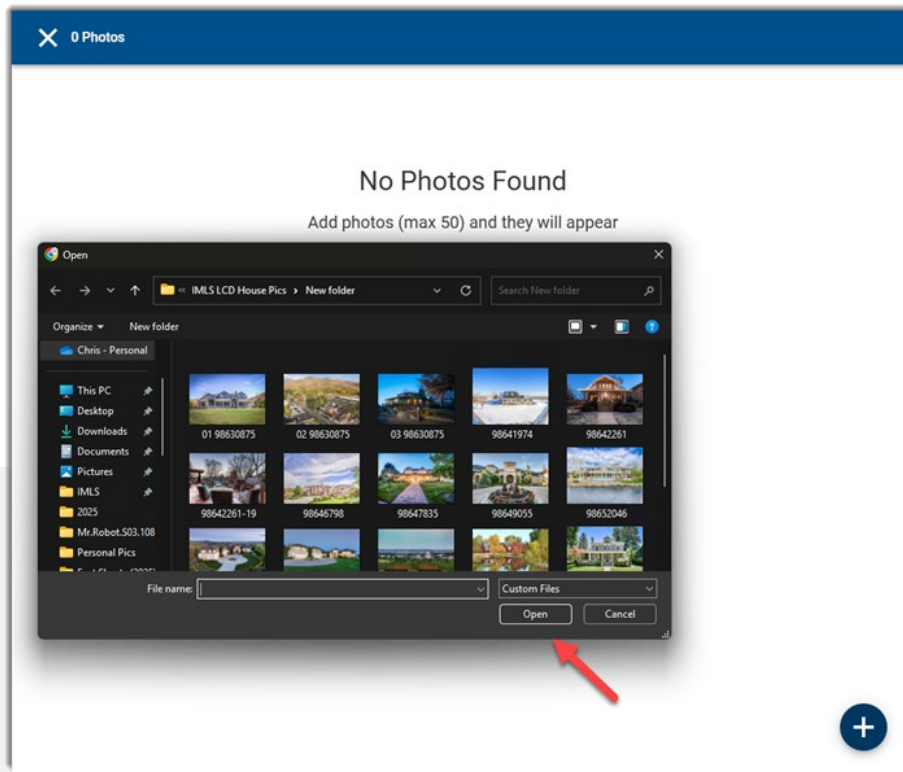 0 Photos
No Photos Found
Add photos (max 50) and they will appear
Open
IMLS LCD House Pics › New folder
Search New folder
Organize
New folder
Chris - Personal
This PC
Desktop
Downloads
Documents
Pictures
IMLS
2025
Mr.Robot.S03.108
Personal Pics
01 98630875
02 98630875
03 98630875
98641974
98642261
98642261-19
98646798
98647835
98649055
98652046
File name:
Custom Files
Open
Cancel